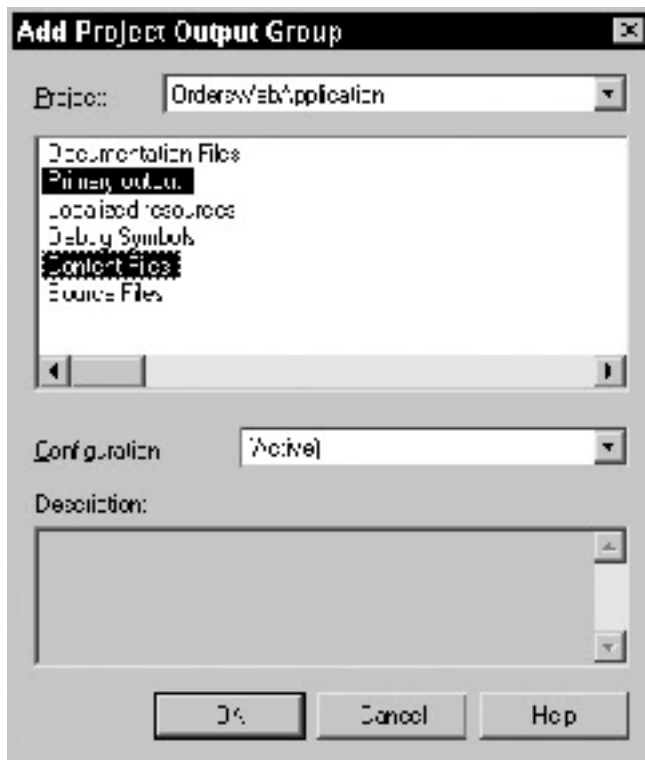 Add Project Output Group
Project:
OrdersWebApplication
Documentation Files
Primary output
Localized resources
Debug Symbols
Content Files
Source Files
Configuration
(Active)
Description:
OK
Cancel
Help